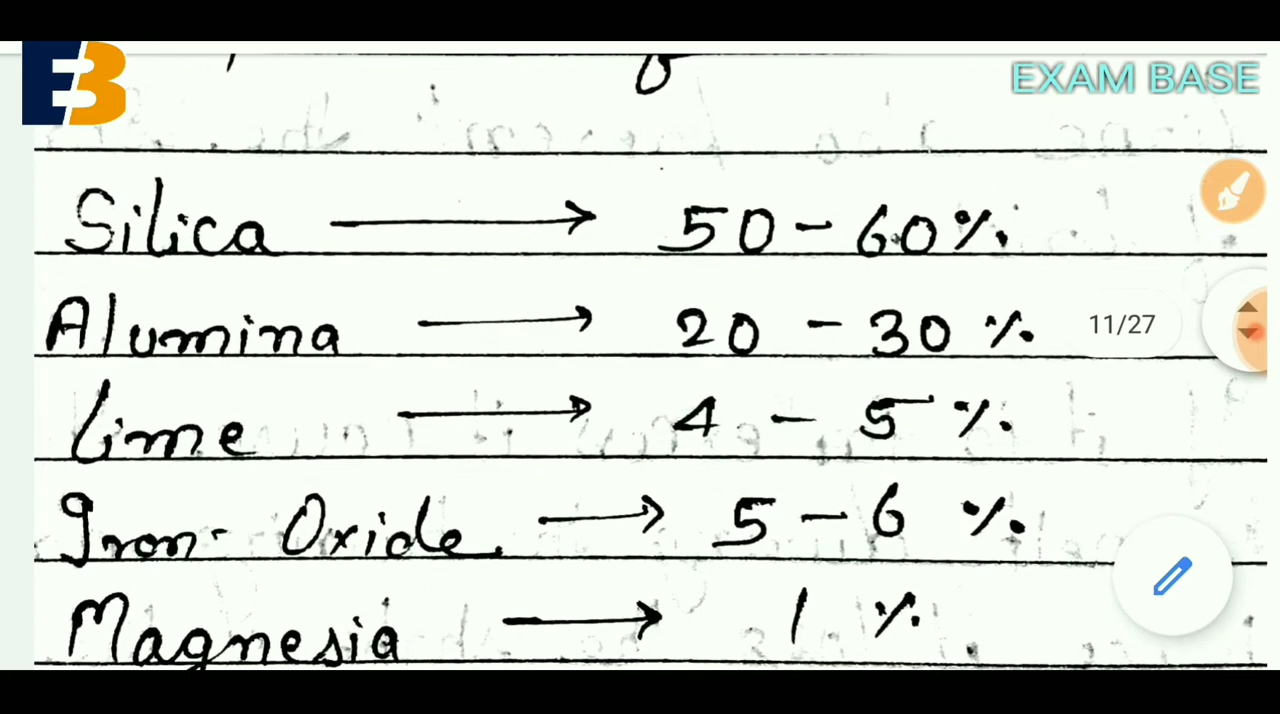 EB
EXAM BASE
Silica → 50 - 60%
Alumina → 20 - 30 %
11/27
Lime → 4 - 5 %
Iron Oxide → 5 - 6 %
Magnesia → 1 %